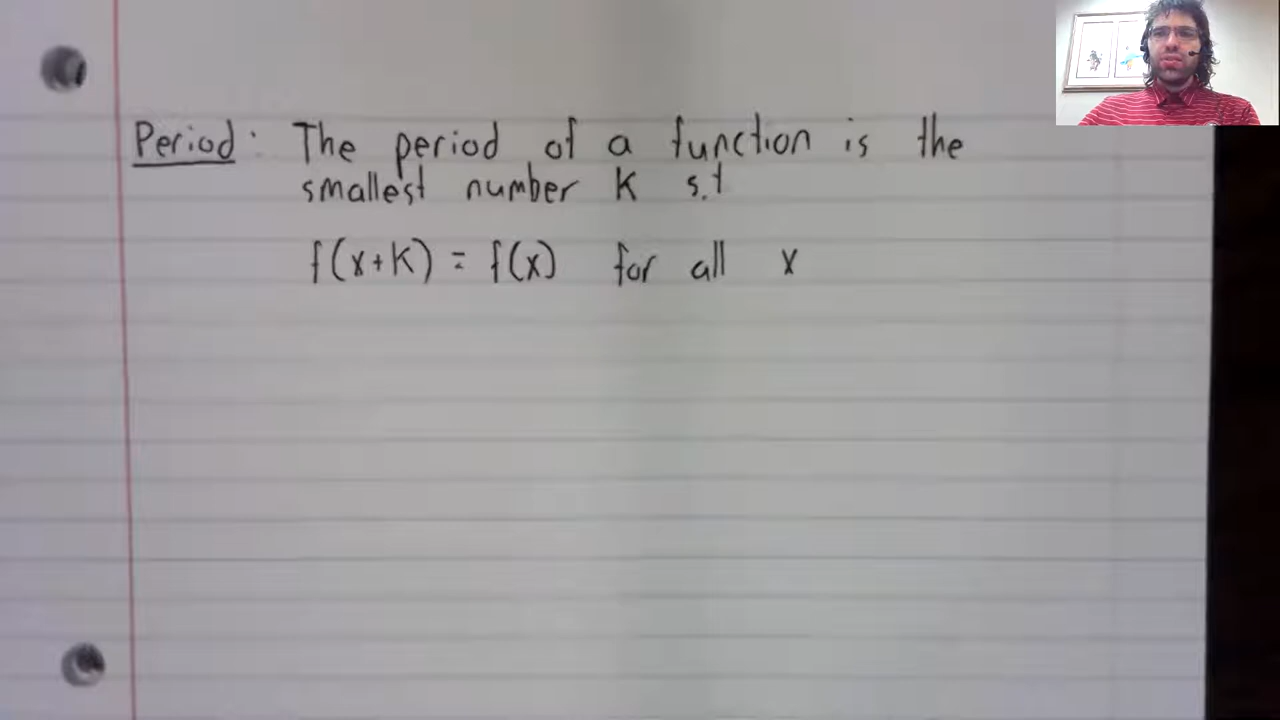 Period: The period of a function is the
smallest number K s.t
f(x+K) = f(x) for all x